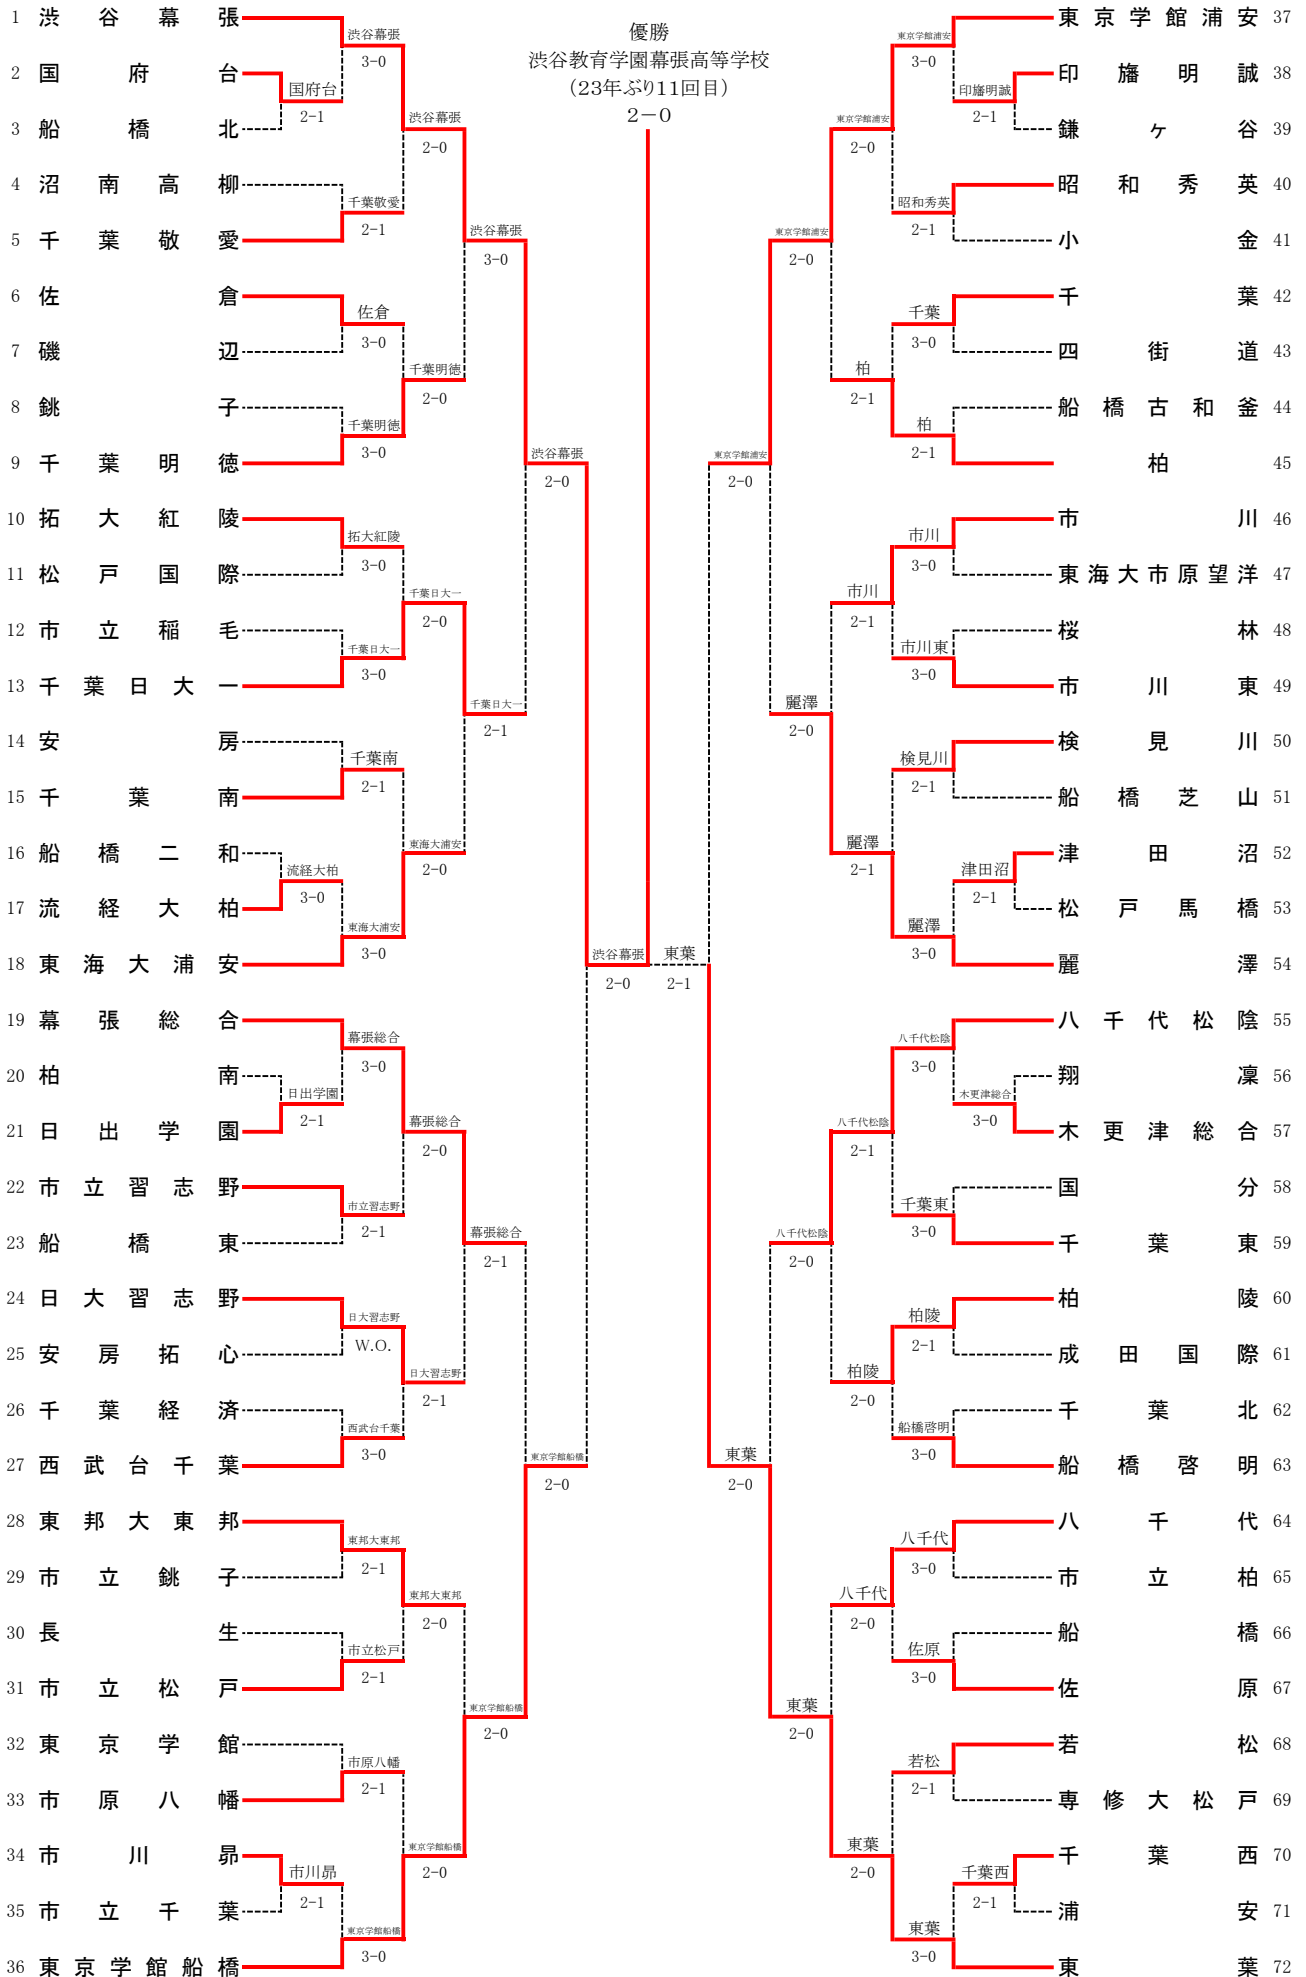 優勝
渋谷教育学園幕張高等学校
(23年ぶり11回目)
2−0
1 渋谷幕張
2 国府台
3 船橋北
4 沼南高柳
5 千葉敬愛
6 佐倉
7 磯辺
8 銚子
9 千葉明徳
10 拓大紅陵
11 松戸国際
12 市立稲毛
13 千葉日大一
14 安房
15 千葉南
16 船橋二和
17 流経大柏
18 東海大浦安
19 幕張総合
20 柏南
21 日出学園
22 市立習志野
23 船橋東
24 日大習志野
25 安房拓心
26 千葉経済
27 西武台千葉
28 東邦大東邦
29 市立銚子
30 長生
31 市立松戸
32 東京学館
33 市原八幡
34 市川昴
35 市立千葉
36 東京学館船橋
国府台
2-1
流経大柏
3-0
日出学園
2-1
市川昴
2-1
渋谷幕張
3-0
千葉敬愛
2-1
佐倉
3-0
千葉明徳
3-0
拓大紅陵
3-0
千葉日大一
3-0
千葉南
2-1
東海大浦安
3-0
幕張総合
3-0
市立習志野
2-1
日大習志野
W.O.
西武台千葉
3-0
東邦大東邦
2-1
市立松戸
2-1
市原八幡
2-1
東京学館船橋
3-0
渋谷幕張
2-0
千葉明徳
2-0
千葉日大一
2-0
東海大浦安
2-0
幕張総合
2-0
日大習志野
2-1
東邦大東邦
2-0
東京学館船橋
2-0
渋谷幕張
3-0
千葉日大一
2-1
幕張総合
2-1
東京学館船橋
2-0
渋谷幕張
2-0
東京学館船橋
2-0
渋谷幕張
2-0
東葉
2-1
東京学館浦安
2-0
東葉
2-0
東京学館浦安
2-0
麗澤
2-0
八千代松陰
2-0
東葉
2-0
東京学館浦安
2-0
柏
2-1
市川
2-1
麗澤
2-1
八千代松陰
2-1
柏陵
2-0
八千代
2-0
東葉
2-0
東京学館浦安
3-0
昭和秀英
2-1
千葉
3-0
柏
2-1
市川
3-0
市川東
3-0
検見川
2-1
麗澤
3-0
八千代松陰
3-0
千葉東
3-0
柏陵
2-1
船橋啓明
3-0
八千代
3-0
佐原
3-0
若松
2-1
東葉
3-0
印旛明誠
2-1
津田沼
2-1
木更津総合
3-0
千葉西
2-1
東京学館浦安 37
印旛明誠 38
鎌ヶ谷 39
昭和秀英 40
小金 41
千葉 42
四街道 43
船橋古和釜 44
柏 45
市川 46
東海大市原望洋 47
桜林 48
市川東 49
検見川 50
船橋芝山 51
津田沼 52
松戸馬橋 53
麗澤 54
八千代松陰 55
翔凜 56
木更津総合 57
国分 58
千葉東 59
柏陵 60
成田国際 61
千葉北 62
船橋啓明 63
八千代 64
市立柏 65
船橋 66
佐原 67
若松 68
専修大松戸 69
千葉西 70
浦安 71
東葉 72